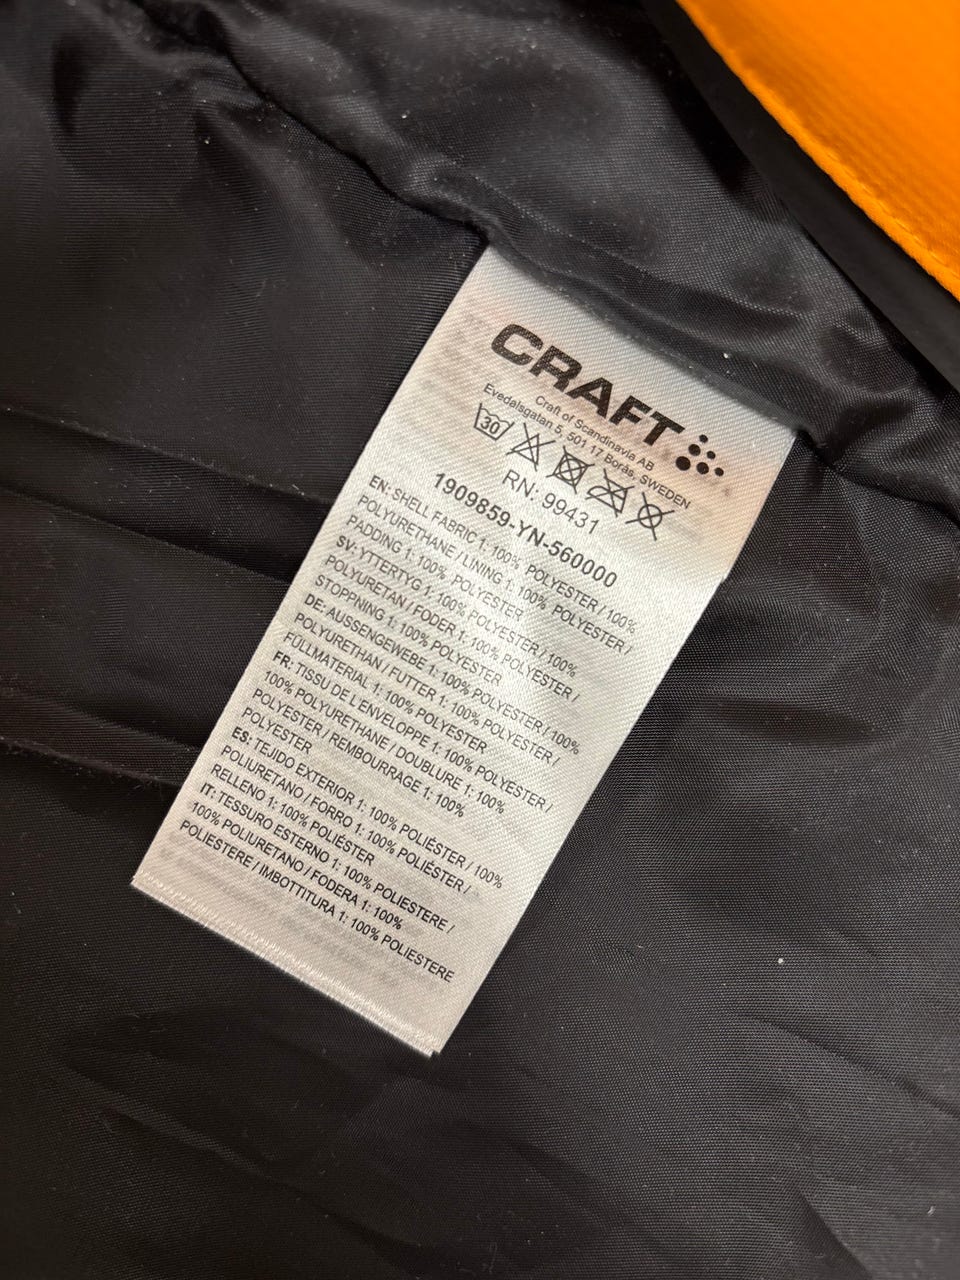 CRAFT
Craft of Scandinavia AB
Evedalsgatan 5, 501 17 Borås, SWEDEN
30
RN: 99431
1909859-YN-560000
EN: SHELL FABRIC 1: 100% POLYESTER / 100%
POLYURETHANE / LINING 1: 100% POLYESTER /
PADDING 1: 100% POLYESTER
SV: YTTERTYG 1: 100% POLYESTER / 100%
POLYURETAN / FODER 1: 100% POLYESTER /
STOPPNING 1: 100% POLYESTER
DE: AUSSENGEWEBE 1: 100% POLYESTER / 100%
POLYURETHAN / FUTTER 1: 100% POLYESTER /
FÜLLMATERIAL 1: 100% POLYESTER
FR: TISSU DE L'ENVELOPPE 1: 100% POLYESTER /
100% POLYURETHANE / DOUBLURE 1: 100%
POLYESTER / REMBOURRAGE 1: 100%
POLYESTER
ES: TEJIDO EXTERIOR 1: 100% POLIÉSTER / 100%
POLIURETANO / FORRO 1: 100% POLIÉSTER /
RELLENO 1: 100% POLIÉSTER
IT: TESSURO ESTERNO 1: 100% POLIESTERE /
100% POLIURETANO / FODERA 1: 100%
POLIESTERE / IMBOTTITURA 1: 100% POLIESTERE